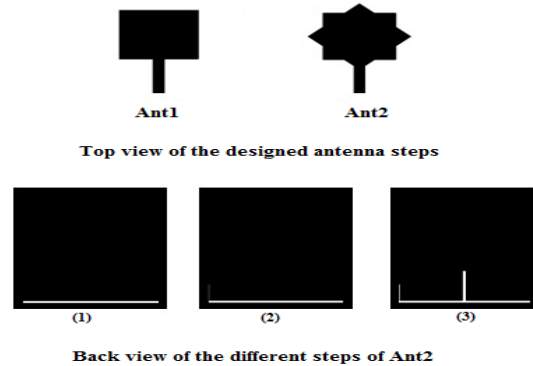 Ant1 Ant2
Top view of the designed antenna steps
(1) (2) (3)
Back view of the different steps of Ant2